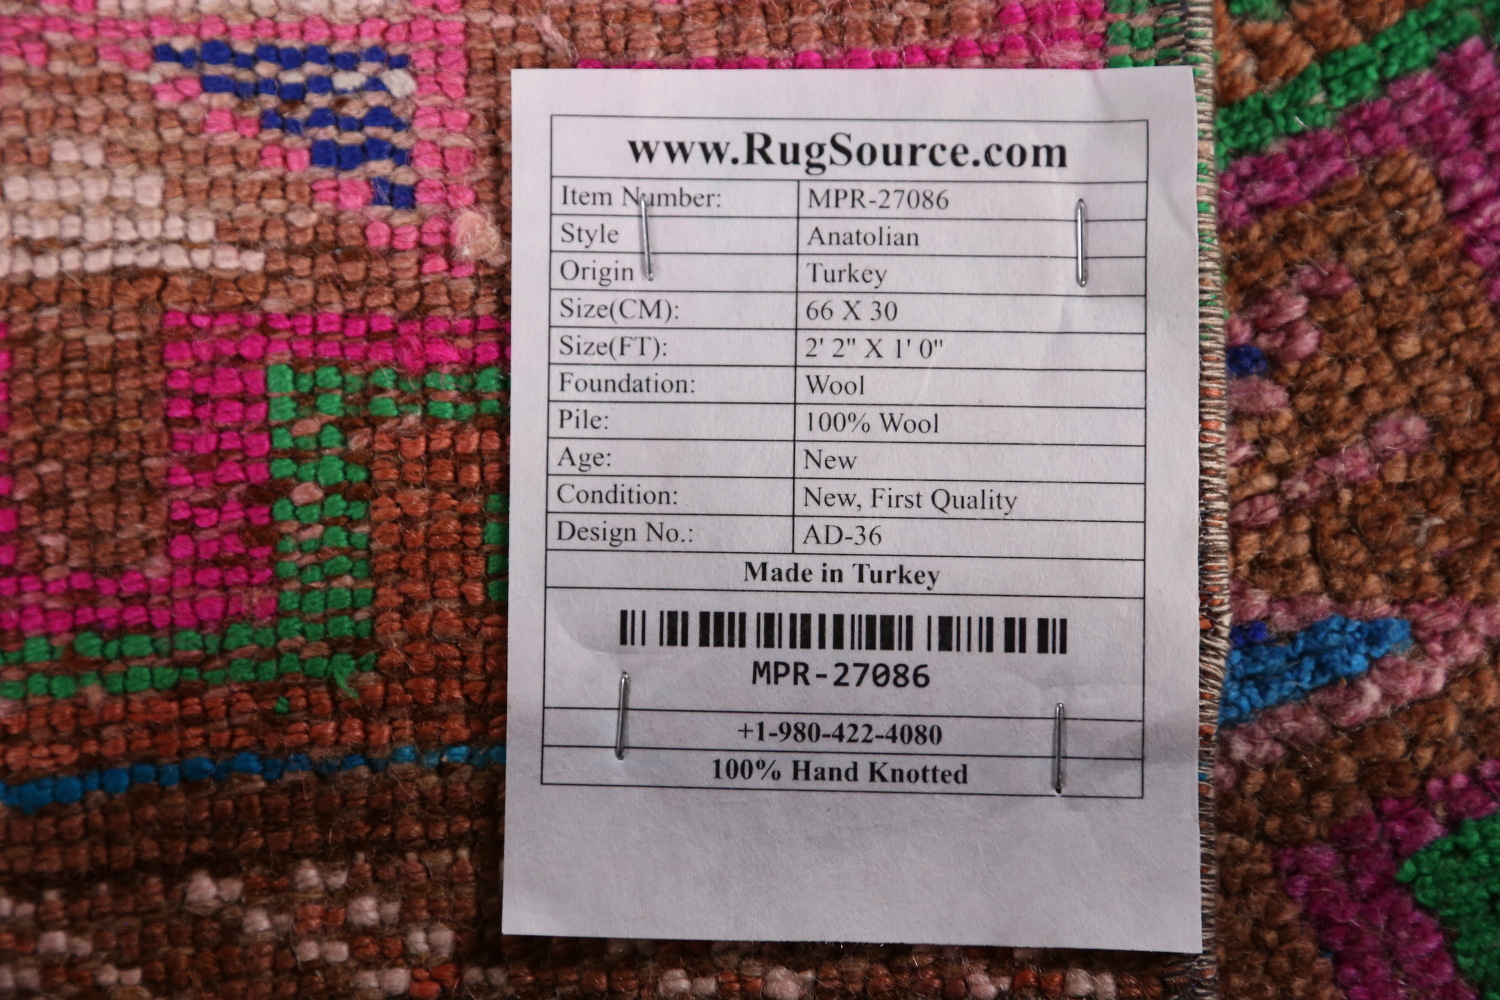 www.RugSource.com
Item Number: MPR-27086
Style Anatolian
Origin Turkey
Size(CM): 66 X 30
Size(FT): 2' 2" X 1' 0"
Foundation: Wool
Pile: 100% Wool
Age: New
Condition: New, First Quality
Design No.: AD-36
Made in Turkey
MPR-27086
+1-980-422-4080
100% Hand Knotted